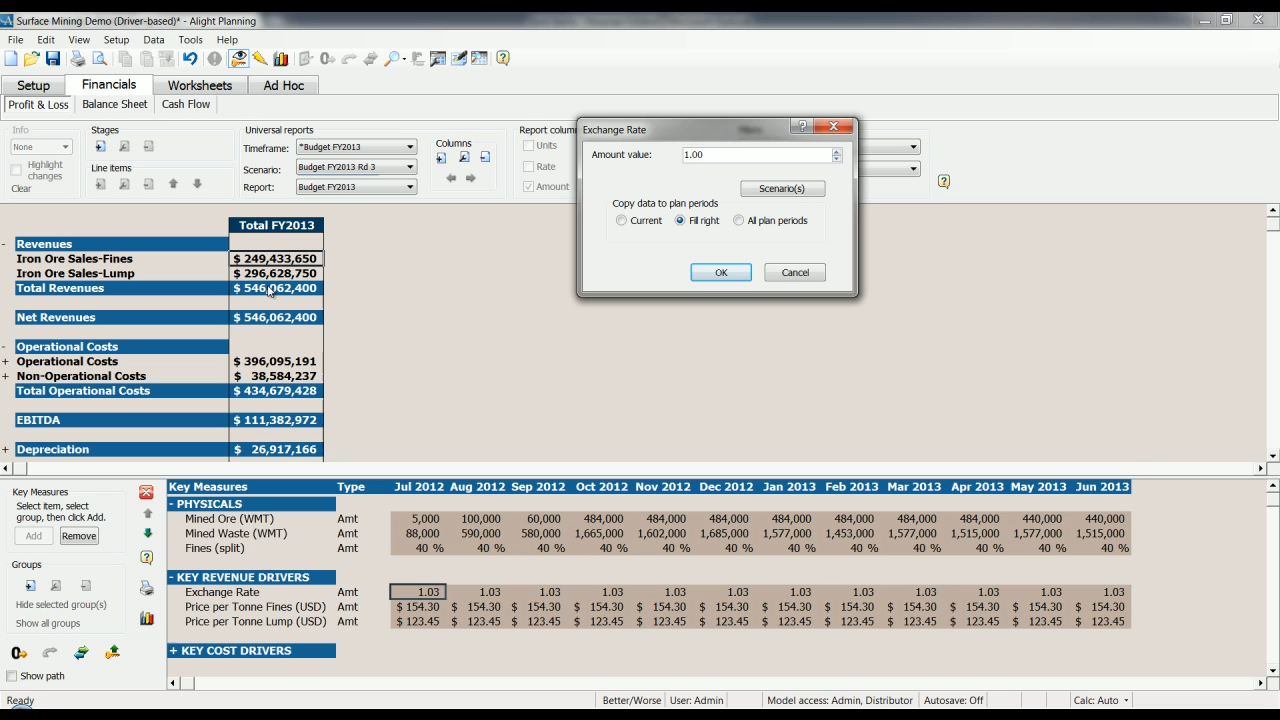 Surface Mining Demo (Driver-based)* - Alight Planning
File Edit View Setup Data Tools Help
Setup Financials Worksheets Ad Hoc
Profit & Loss Balance Sheet Cash Flow
Info
None
Highlight changes
Clear
Stages
Line items
Universal reports
Timeframe: *Budget FY2013
Scenario: Budget FY2013 Rd 3
Report: Budget FY2013
Columns
Report colum
Units
Rate
Amount
Exchange Rate
Amount value: 1.00
Scenario(s)
Copy data to plan periods
Current Fill right All plan periods
OK Cancel
Total FY2013
- Revenues
Iron Ore Sales-Fines $ 249,433,650
Iron Ore Sales-Lump $ 296,628,750
Total Revenues $ 546,062,400
Net Revenues $ 546,062,400
- Operational Costs
+ Operational Costs $ 396,095,191
+ Non-Operational Costs $ 38,584,237
Total Operational Costs $ 434,679,428
EBITDA $ 111,382,972
+ Depreciation $ 26,917,166
Key Measures
Select item, select
group, then click Add.
Add Remove
Groups
Hide selected group(s)
Show all groups
Show path
Key Measures Type Jul 2012 Aug 2012 Sep 2012 Oct 2012 Nov 2012 Dec 2012 Jan 2013 Feb 2013 Mar 2013 Apr 2013 May 2013 Jun 2013
- PHYSICALS
Mined Ore (WMT) Amt 5,000 100,000 60,000 484,000 484,000 484,000 484,000 484,000 484,000 484,000 440,000 440,000
Mined Waste (WMT) Amt 88,000 590,000 580,000 1,665,000 1,602,000 1,685,000 1,577,000 1,453,000 1,577,000 1,515,000 1,577,000 1,515,000
Fines (split) Amt 40 % 40 % 40 % 40 % 40 % 40 % 40 % 40 % 40 % 40 % 40 % 40 %
- KEY REVENUE DRIVERS
Exchange Rate Amt 1.03 1.03 1.03 1.03 1.03 1.03 1.03 1.03 1.03 1.03 1.03 1.03
Price per Tonne Fines (USD) Amt $ 154.30 $ 154.30 $ 154.30 $ 154.30 $ 154.30 $ 154.30 $ 154.30 $ 154.30 $ 154.30 $ 154.30 $ 154.30 $ 154.30
Price per Tonne Lump (USD) Amt $ 123.45 $ 123.45 $ 123.45 $ 123.45 $ 123.45 $ 123.45 $ 123.45 $ 123.45 $ 123.45 $ 123.45 $ 123.45 $ 123.45
+ KEY COST DRIVERS
Ready Better/Worse User: Admin Model access: Admin, Distributor Autosave: Off Calc: Auto